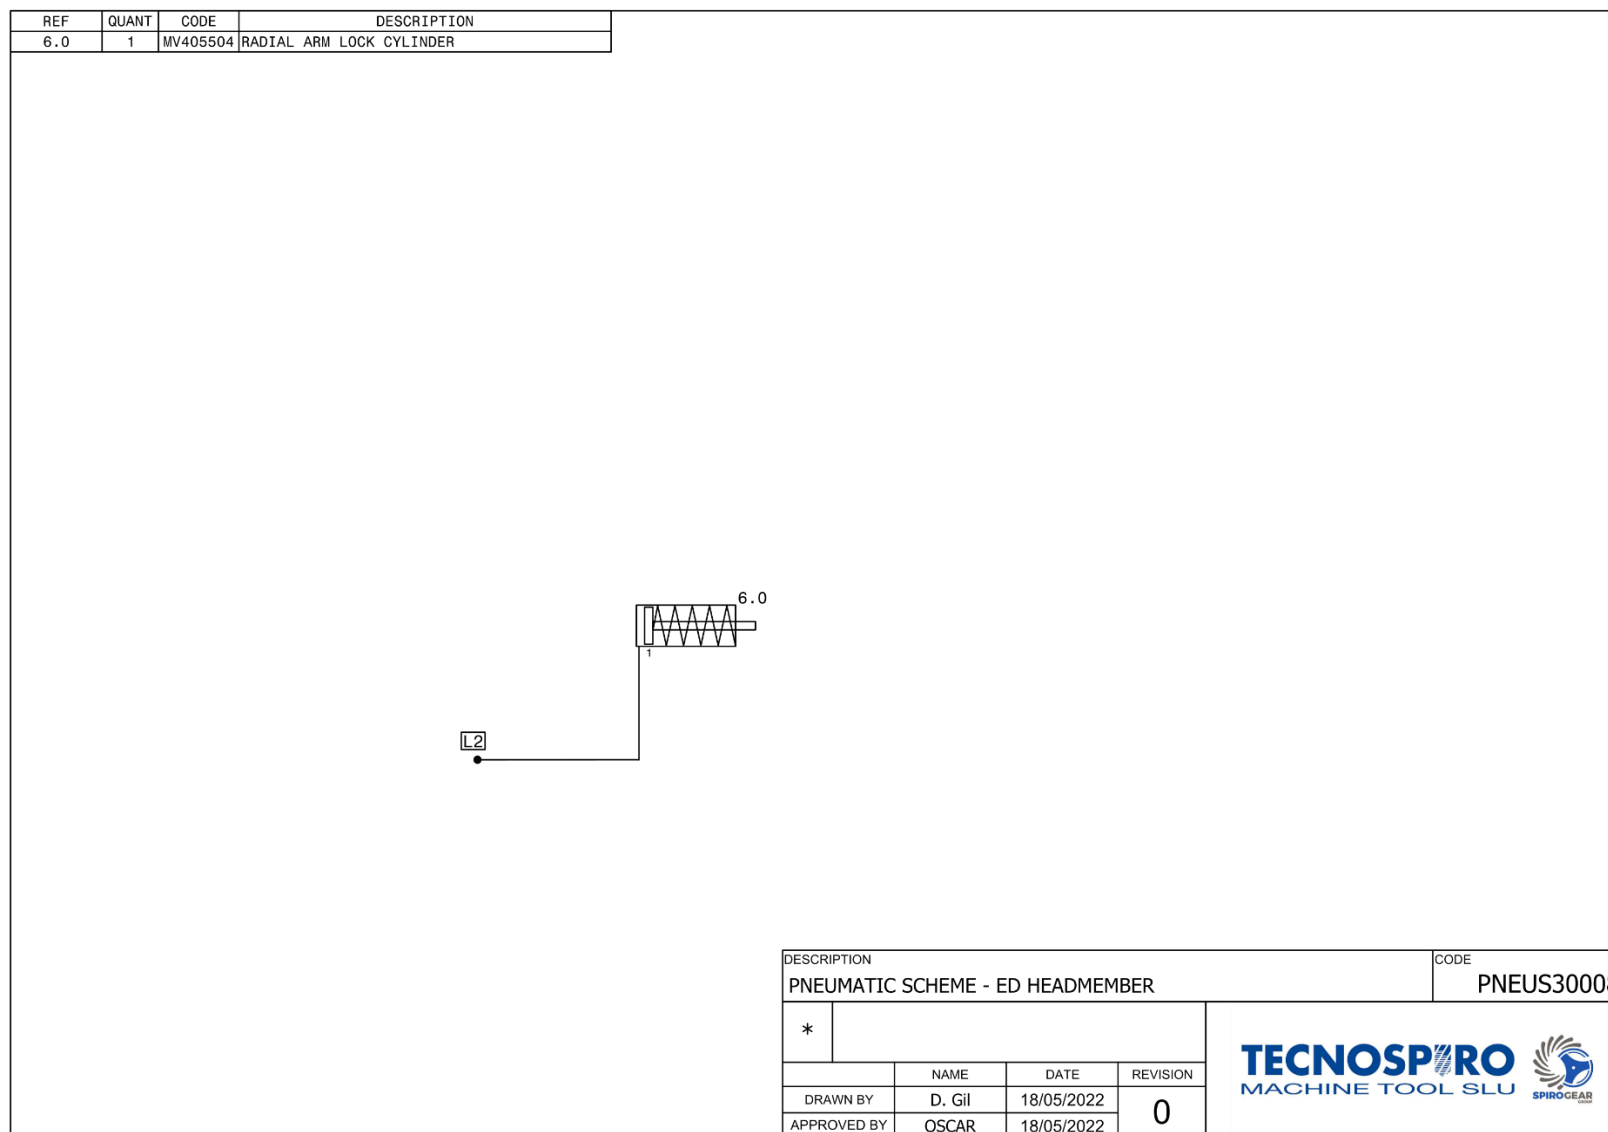 REF QUANT CODE DESCRIPTION
6.0 1 MV405504 RADIAL ARM LOCK CYLINDER
6.0
1
L2
DESCRIPTION
PNEUMATIC SCHEME - ED HEADMEMBER
CODE
*
NAME DATE REVISION
DRAWN BY D. Gil 18/05/2022 0
APPROVED BY OSCAR 18/05/2022
TECNOSPIRO
MACHINE TOOL SLU
SPIROGEAR